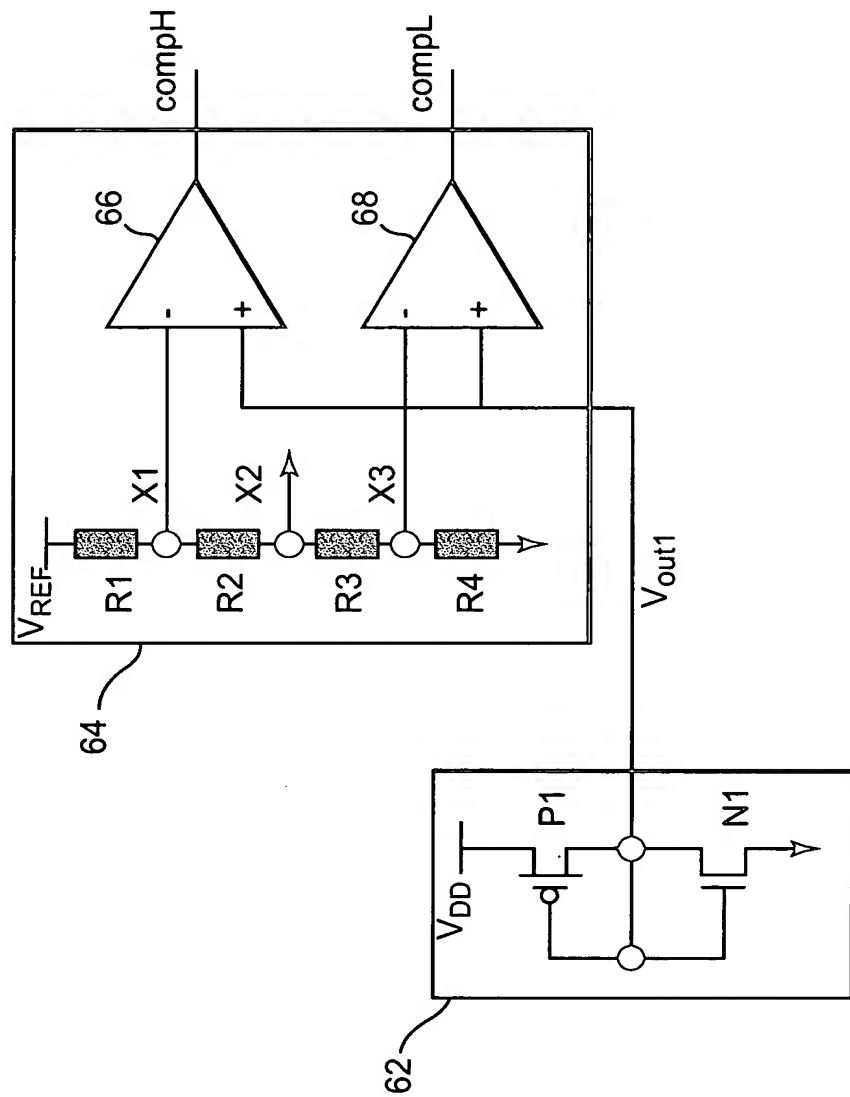 compH
compL
66
68
-
+
-
+
X1
X2
X3
V_REF
R1
R2
R3
R4
64
V_out1
V_DD
P1
N1
62